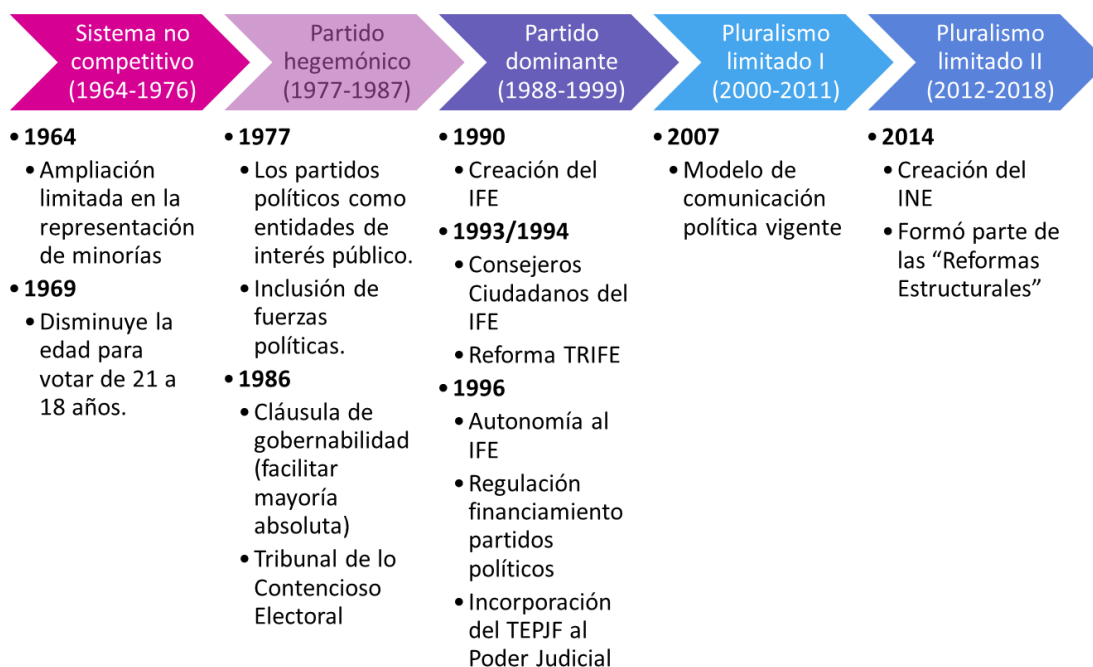 Sistema no
competitivo
(1964-1976)
Partido
hegemónico
(1977-1987)
Partido
dominante
(1988-1999)
Pluralismo
limitado I
(2000-2011)
Pluralismo
limitado II
(2012-2018)
• 1964
• Ampliación
limitada en la
representación
de minorías
• 1969
• Disminuye la
edad para
votar de 21 a
18 años.
• 1977
• Los partidos
políticos como
entidades de
interés público.
• Inclusión de
fuerzas
políticas.
• 1986
• Cláusula de
gobernabilidad
(facilitar
mayoría
absoluta)
• Tribunal de lo
Contencioso
Electoral
• 1990
• Creación del
IFE
• 1993/1994
• Consejeros
Ciudadanos del
IFE
• Reforma TRIFE
• 1996
• Autonomía al
IFE
• Regulación
financiamiento
partidos
políticos
• Incorporación
del TEPJF al
Poder Judicial
• 2007
• Modelo de
comunicación
política vigente
• 2014
• Creación del
INE
• Formó parte de
las “Reformas
Estructurales”